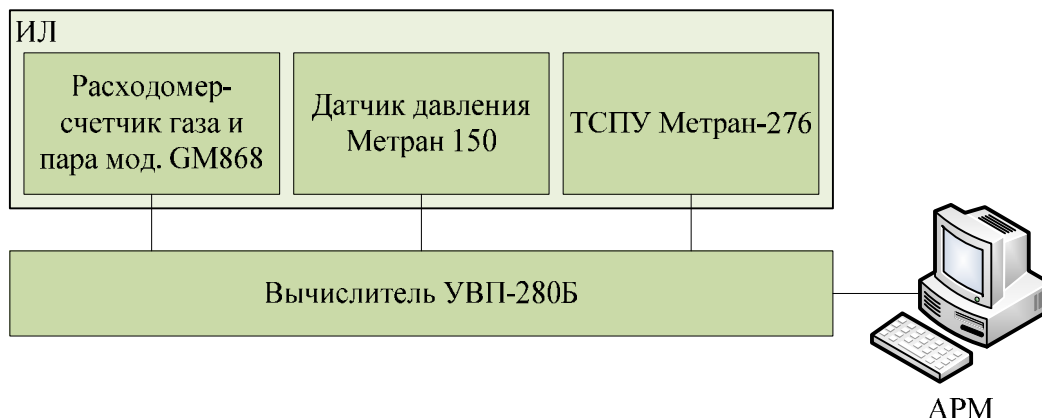 ИЛ
Расходомер-
счетчик газа и
пара мод. GM868
Датчик давления
Метран 150
ТСПУ Метран-276
Вычислитель УВП-280Б
АРМ